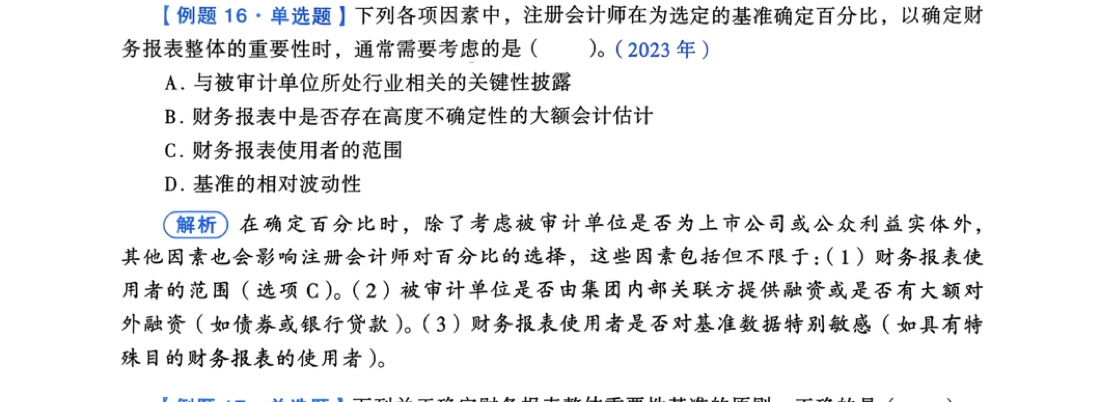 【例题 16·单选题】下列各项因素中，注册会计师在为选定的基准确定百分比，以确定财
务报表整体的重要性时，通常需要考虑的是（　　）。（2023 年）
A. 与被审计单位所处行业相关的关键性披露
B. 财务报表中是否存在高度不确定性的大额会计估计
C. 财务报表使用者的范围
D. 基准的相对波动性
解析 在确定百分比时，除了考虑被审计单位是否为上市公司或公众利益实体外，
其他因素也会影响注册会计师对百分比的选择，这些因素包括但不限于：（1）财务报表使
用者的范围（选项 C）。（2）被审计单位是否由集团内部关联方提供融资或是否有大额对
外融资（如债券或银行贷款）。（3）财务报表使用者是否对基准数据特别敏感（如具有特
殊目的财务报表的使用者）。